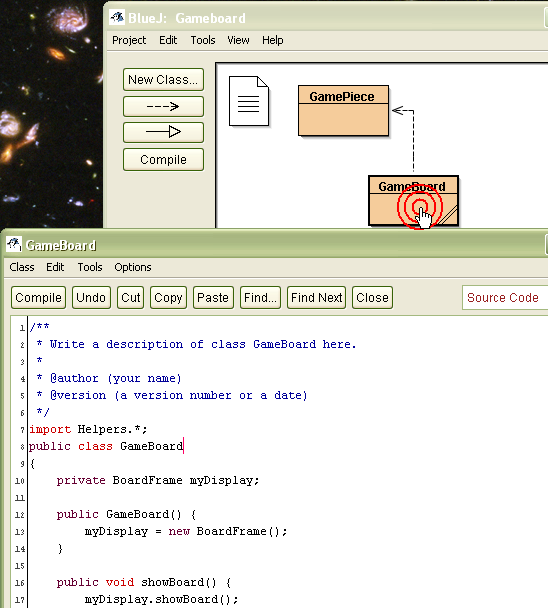 BlueJ: Gameboard
Project Edit Tools View Help
New Class...
Compile
GamePiece
GameBoard
GameBoard
Class Edit Tools Options
Compile Undo Cut Copy Paste Find... Find Next Close Source Code
1 /**
2 * Write a description of class GameBoard here.
3 *
4 * @author (your name)
5 * @version (a version number or a date)
6 */
7 import Helpers.*;
8 public class GameBoard
9 {
10 private BoardFrame myDisplay;
11
12 public GameBoard() {
13 myDisplay = new BoardFrame();
14 }
15
16 public void showBoard() {
17 myDisplay.showBoard();